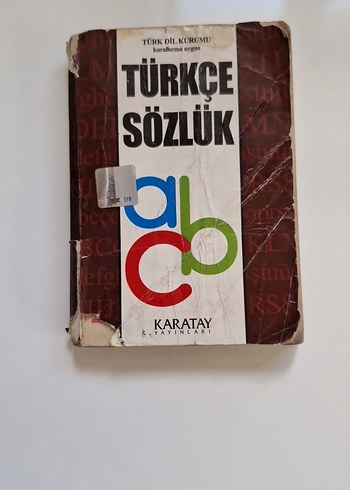 TÜRK DİL KURUMU
kurallarına uygun
TÜRKÇE
SÖZLÜK
abc
KARATAY
YAYINLARI